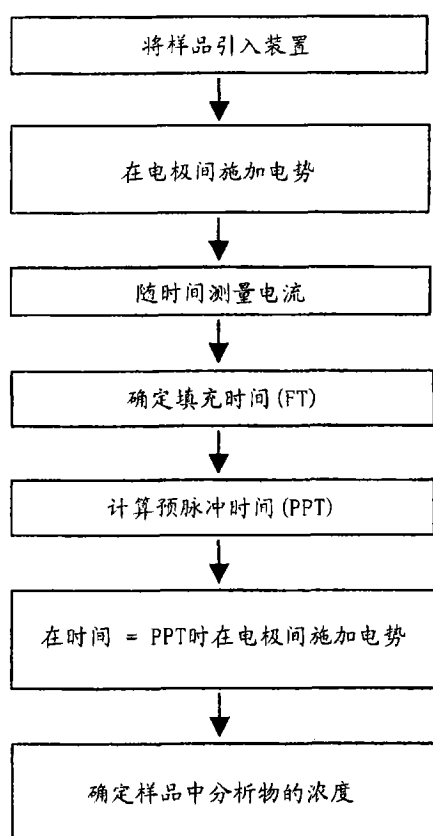 将样品引入装置
在电极间施加电势
随时间测量电流
确定填充时间(FT)
计算预脉冲时间(PPT)
在时间 = PPT时在电极间施加电势
确定样品中分析物的浓度